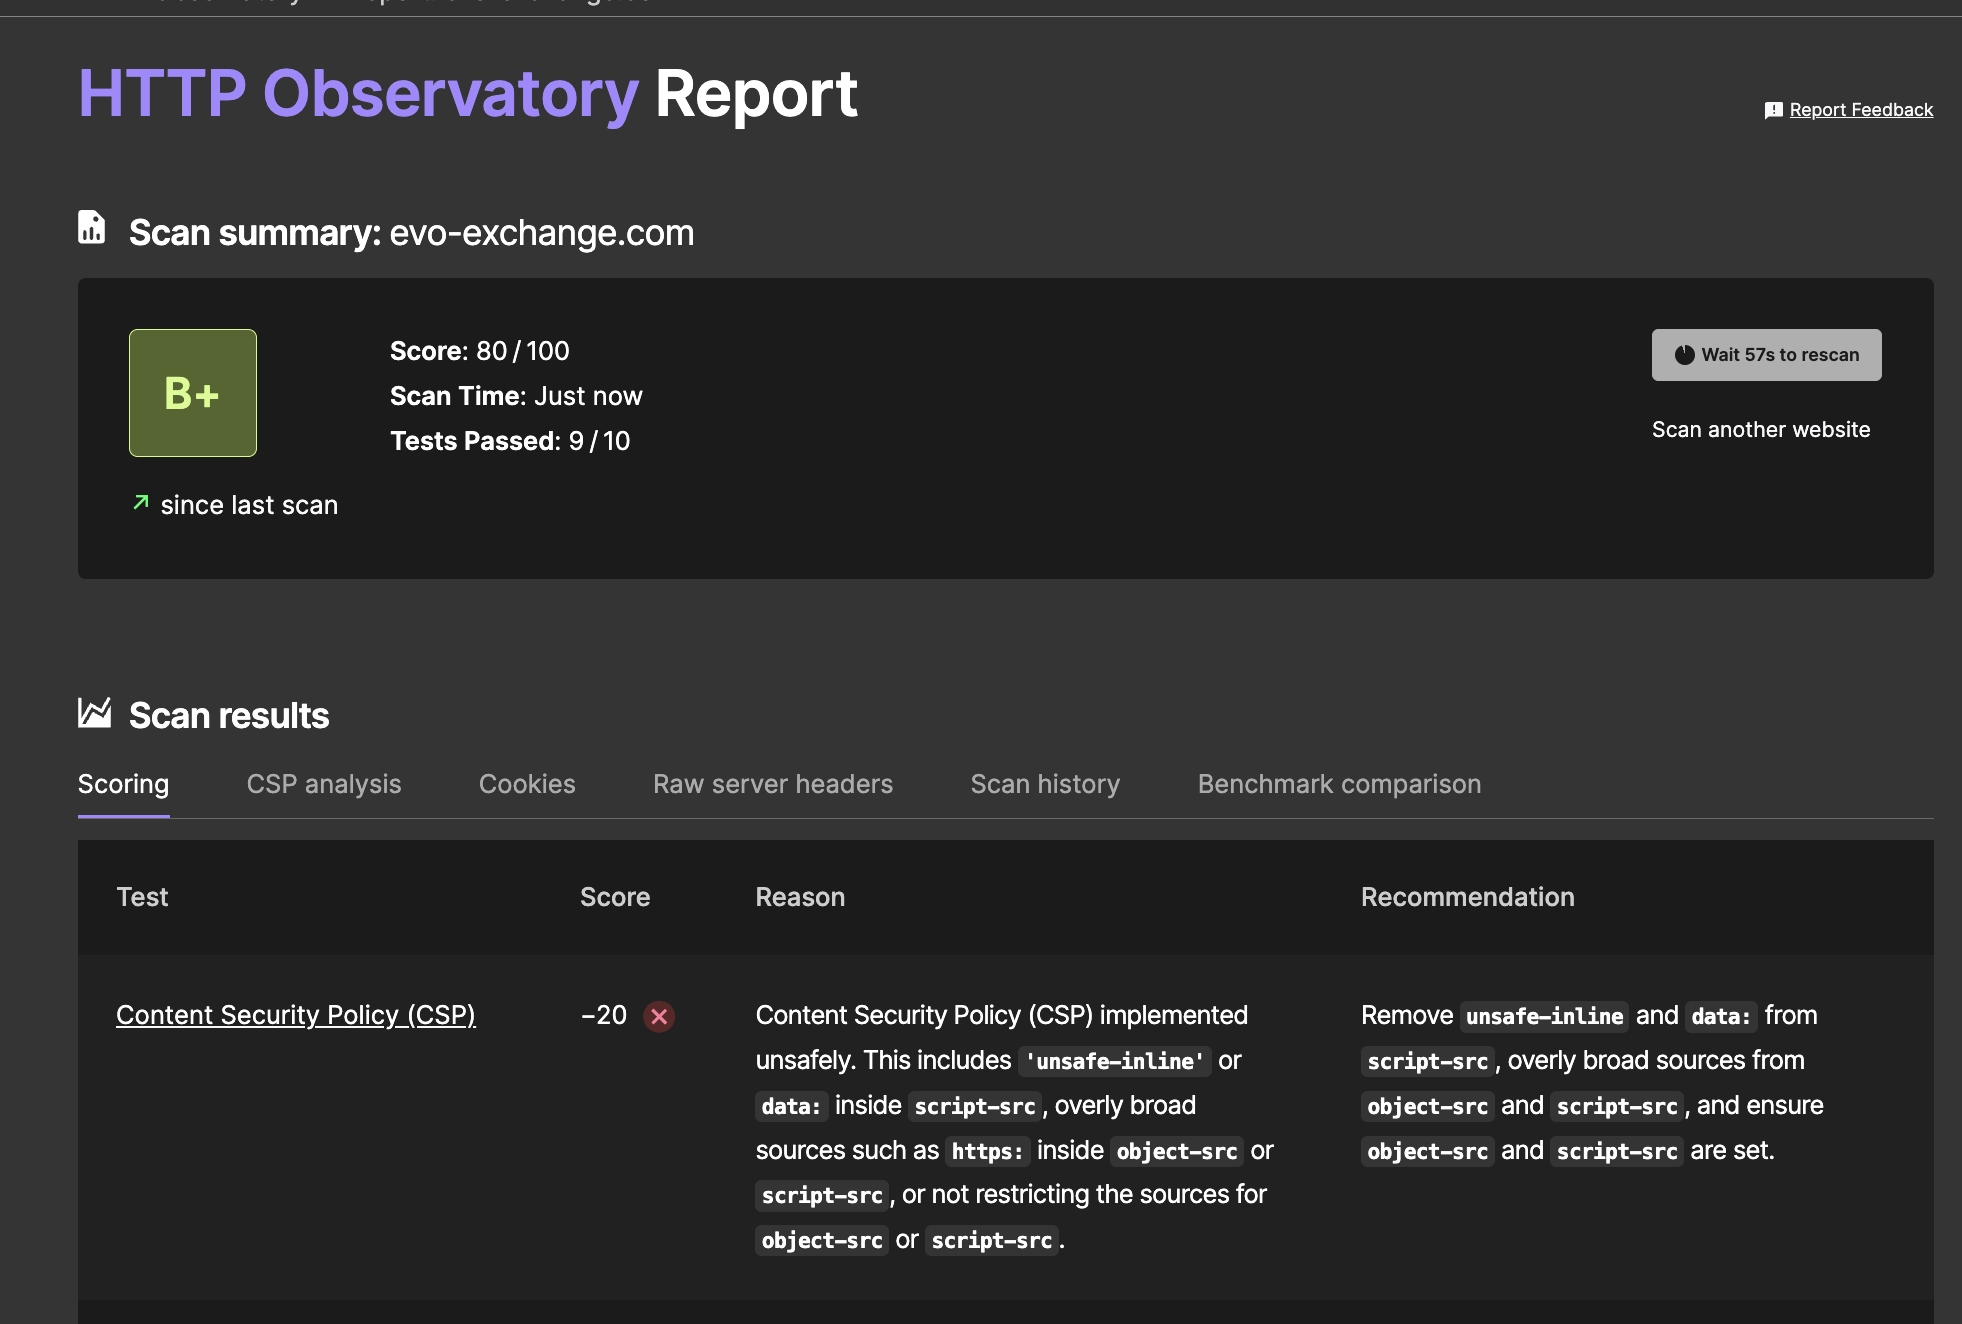 HTTP Observatory Report
Report Feedback
Scan summary: evo-exchange.com
B+
Score: 80 / 100
Scan Time: Just now
Tests Passed: 9 / 10
Wait 57s to rescan
Scan another website
↗ since last scan
Scan results
Scoring CSP analysis Cookies Raw server headers Scan history Benchmark comparison
Test Score Reason Recommendation
Content Security Policy (CSP)
−20
Content Security Policy (CSP) implemented
unsafely. This includes 'unsafe-inline' or
data: inside script-src, overly broad
sources such as https: inside object-src or
script-src, or not restricting the sources for
object-src or script-src.
Remove unsafe-inline and data: from
script-src, overly broad sources from
object-src and script-src, and ensure
object-src and script-src are set.